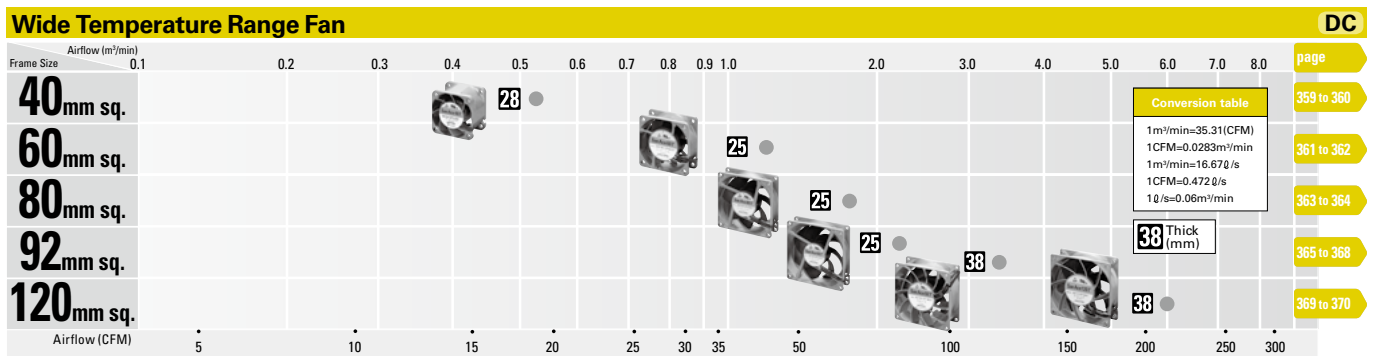 Wide Temperature Range Fan DC
Airflow (m³/min)
Frame Size 0.1 0.2 0.3 0.4 0.5 0.6 0.7 0.8 0.9 1.0 2.0 3.0 4.0 5.0 6.0 7.0 8.0 page
40mm sq. 28 359 to 360
60mm sq. 25 361 to 362
80mm sq. 25 363 to 364
92mm sq. 25 38 365 to 368
120mm sq. 38 369 to 370
Conversion table
1m³/min=35.31(CFM)
1CFM=0.0283m³/min
1m³/min=16.67ℓ/s
1CFM=0.472ℓ/s
1ℓ/s=0.06m³/min
38 Thick
(mm)
Airflow (CFM) 5 10 15 20 25 30 35 50 100 150 200 250 300